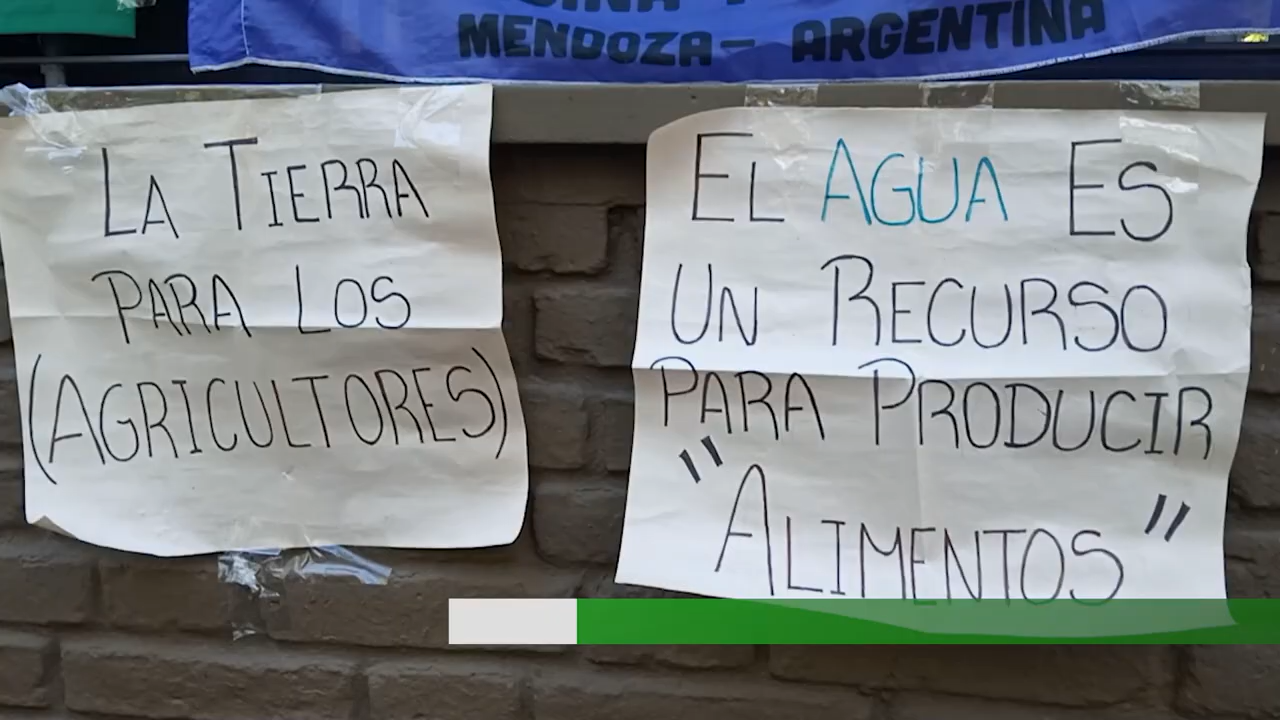 MENDOZA - ARGENTINA
LA TIERRA
PARA LOS
(AGRICULTORES)
EL AGUA ES
UN RECURSO
PARA PRODUCIR
"ALIMENTOS"